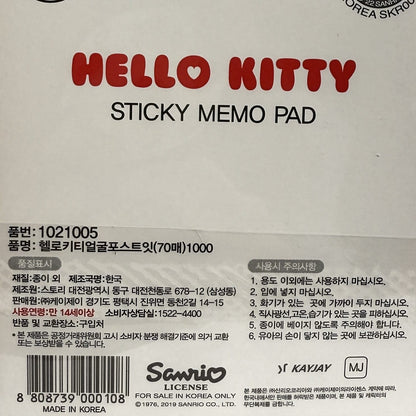 22 SANRI
KOREA SKR00
HELLO KITTY
STICKY MEMO PAD
품번: 1021005
품명: 헬로키티얼굴포스트잇(70매)1000
품질표시
재질:종이 외 제조국명:한국
제조원:스토리 대전광역시 동구 대전천동로 678-12 (삼성동)
판매원:㈜케이제이 경기도 평택시 진위면 동천2길 14-15
사용연령:만 14세이상 소비자상담실:1522-4400
반품 및 교환장소:구입처
본 제품은 공정거래위원회 고시 소비자 분쟁 해결기준에 의거
교환 또는 보상 받을 수 있습니다.
사용시 주의사항
1. 용도 이외에는 사용하지 마십시오.
2. 입에 넣지 마십시오.
3. 화기가 있는 곳에 가까이 두지 마십시오.
4. 직사광선,고온,습기가 있는 곳을 피하십시오.
5. 종이에 베이지 않도록 주의해야 합니다.
6. 유아의 손이 닿지 않는 곳에 보관하십시오.
8 808739 000108
MADE IN KOREA
Sanrio
LICENSE
FOR SALE IN KOREA ONLY
© 1976, 2019 SANRIO CO.,
KAYJAY
MJ